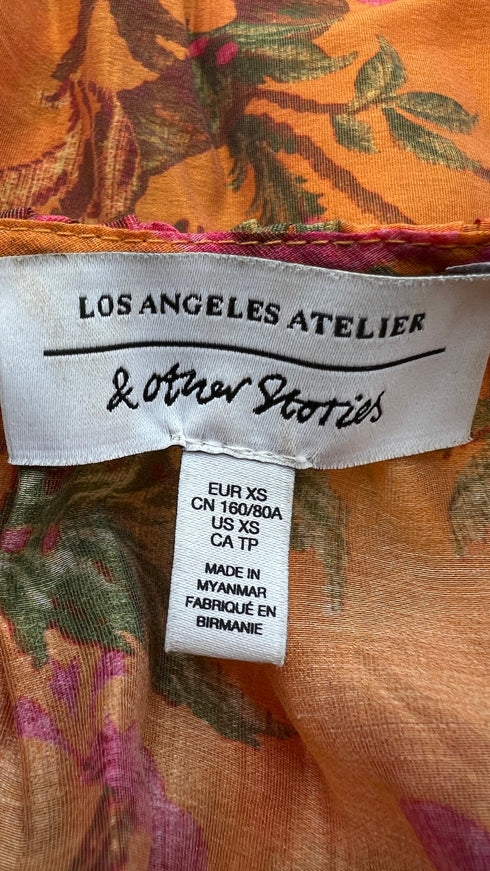 LOS ANGELES ATELIER
& other Stories
EUR XS
CN 160/80A
US XS
CA TP
MADE IN
MYANMAR
FABRIQUÉ EN
BIRMANIE